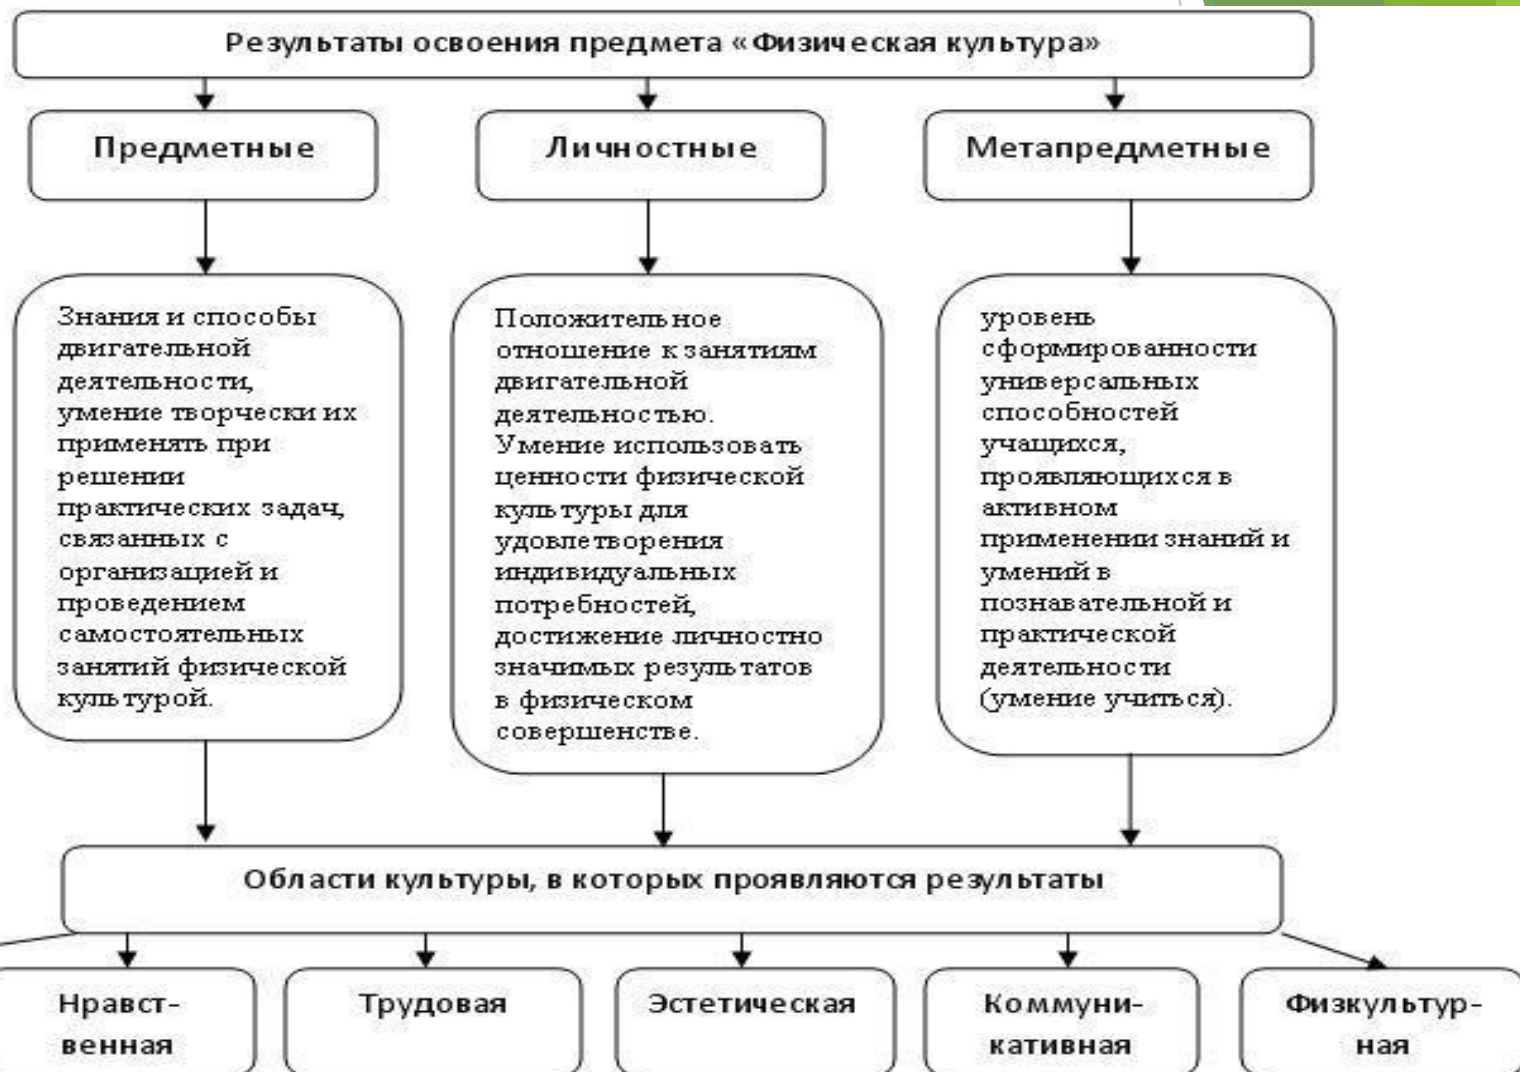 Результаты освоения предмета «Физическая культура»
Предметные
Личностные
Метапредметные
Знания и способы
двигательной
деятельности,
умение творчески их
применять при
решении
практических задач,
связанных с
организацией и
проведением
самостоятельных
занятий физической
культурой.
Положительное
отношение к занятиям
двигательной
деятельностью.
Умение использовать
ценности физической
культуры для
удовлетворения
индивидуальных
потребностей,
достижение личностно
значимых результатов
в физическом
совершенстве.
уровень
сформированности
универсальных
способностей
учащихся,
проявляющихся в
активном
применении знаний и
умений в
познавательной и
практической
деятельности
(умение учиться).
Области культуры, в которых проявляются результаты
Нравст-
венная
Трудовая
Эстетическая
Коммуни-
кативная
Физкультур-
ная